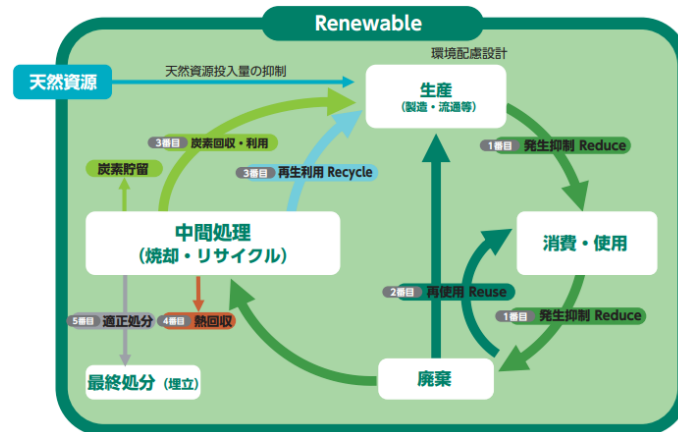 Renewable
環境配慮設計
天然資源
天然資源投入量の抑制
生産
（製造・流通等）
3番目 炭素回収・利用
1番目 発生抑制 Reduce
炭素貯留
3番目 再生利用 Recycle
中間処理
（焼却・リサイクル）
消費・使用
2番目 再使用 Reuse
5番目 適正処分
4番目 熱回収
1番目 発生抑制 Reduce
最終処分（埋立）
廃棄